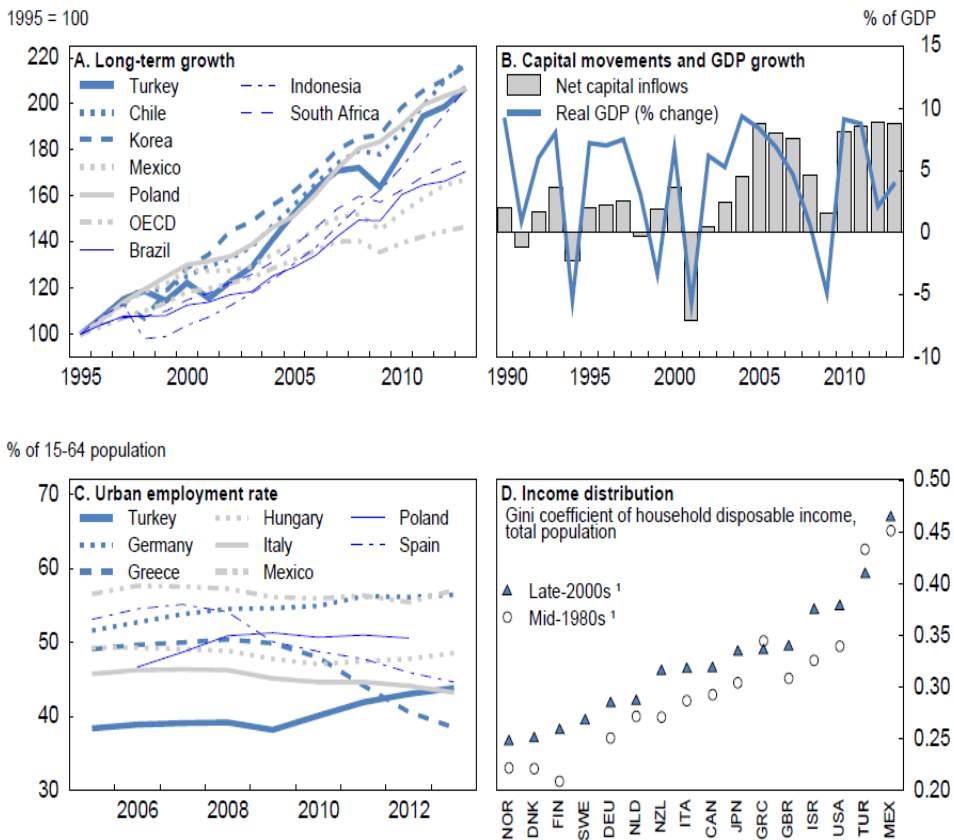 1995 = 100
% of GDP
A. Long-term growth
Turkey
Chile
Korea
Mexico
Poland
OECD
Brazil
Indonesia
South Africa
220
200
180
160
140
120
100
1995
2000
2005
2010
B. Capital movements and GDP growth
Net capital inflows
Real GDP (% change)
15
10
5
0
-5
-10
1990
1995
2000
2005
2010
% of 15-64 population
C. Urban employment rate
Turkey
Germany
Greece
Hungary
Italy
Mexico
Poland
Spain
70
60
50
40
30
2006
2008
2010
2012
D. Income distribution
Gini coefficient of household disposable income,
total population
Late-2000s ¹
Mid-1980s ¹
0.50
0.45
0.40
0.35
0.30
0.25
0.20
NOR
DNK
FIN
SWE
DEU
NLD
NZL
ITA
CAN
JPN
GRC
GBR
ISR
USA
TUR
MEX